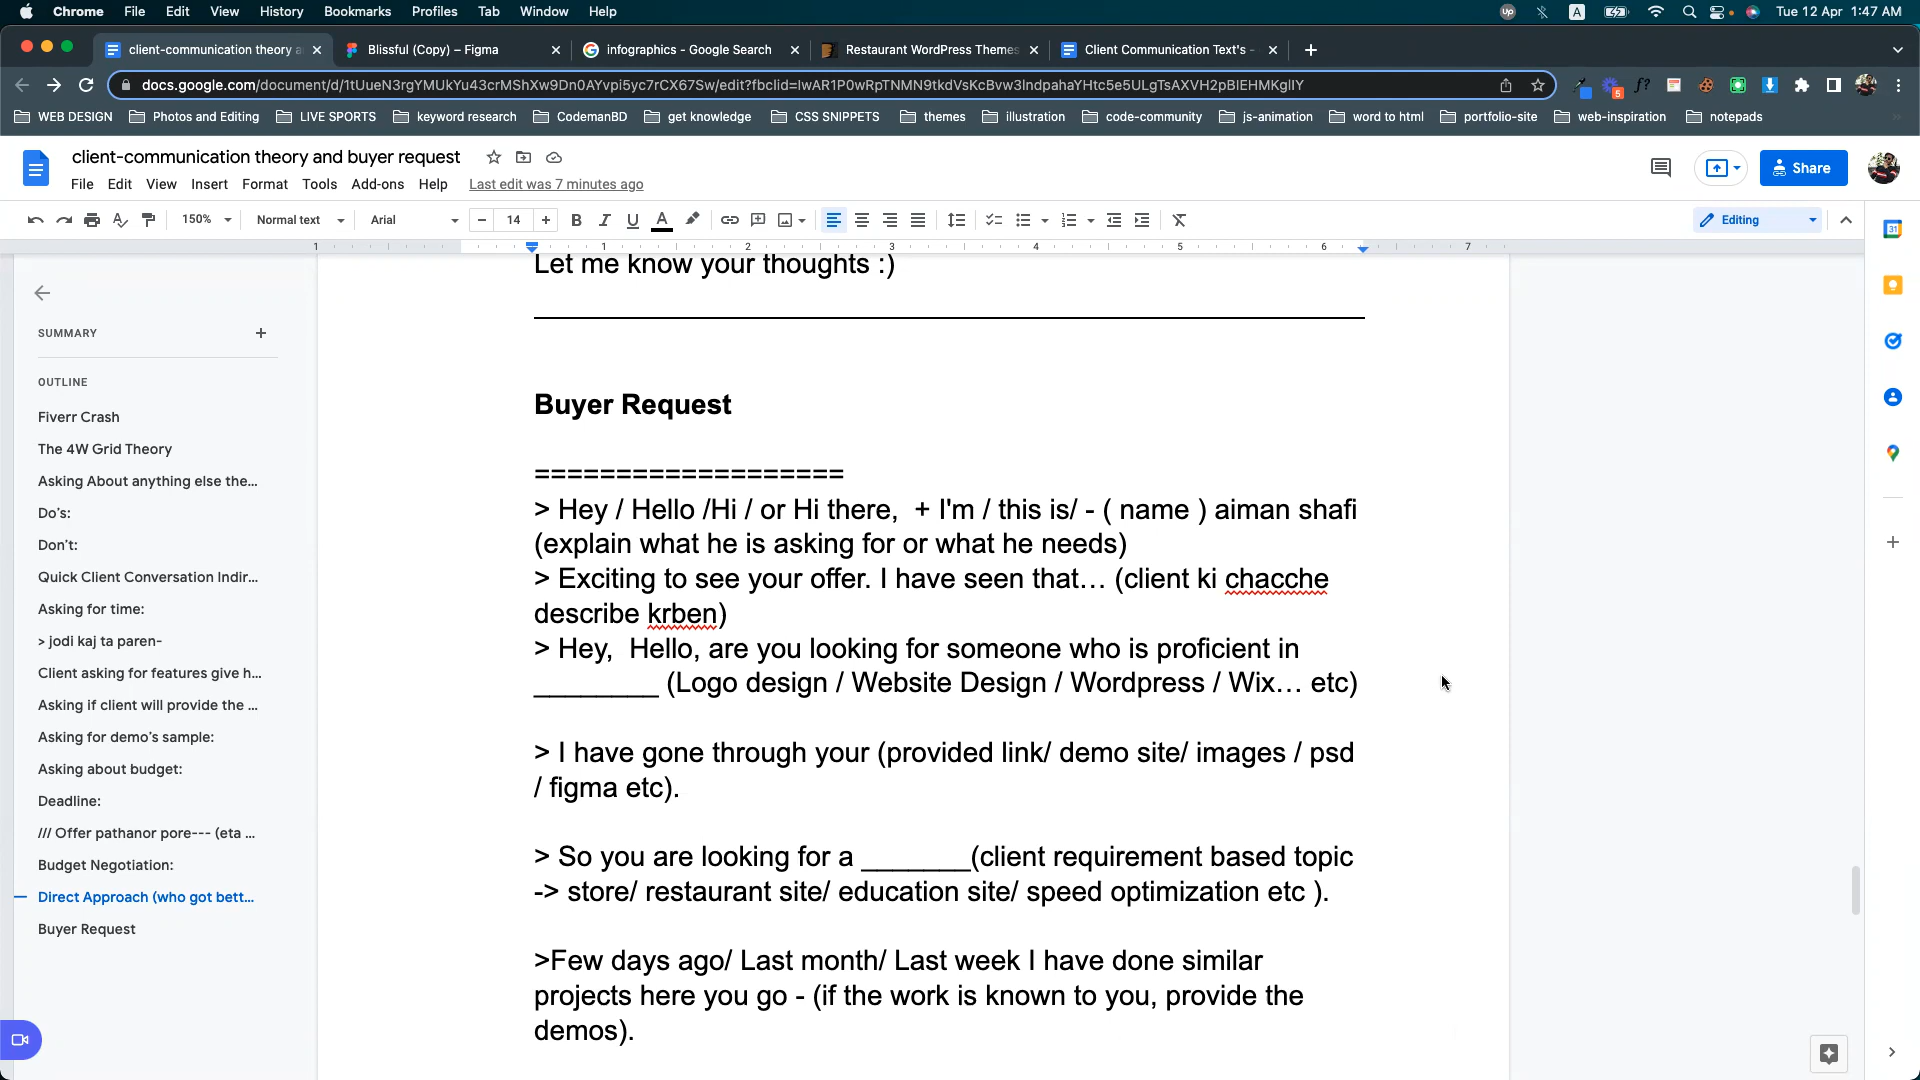 Chrome File Edit View History Bookmarks Profiles Tab Window Help
UP A Tue 12 Apr 1:47 AM
client-communication theory a
Blissful (Copy) – Figma
infographics - Google Search
Restaurant WordPress Themes
Client Communication Text's -
docs.google.com/document/d/1tUueN3rgYMUkYu43crMShXw9Dn0AYvpi5yc7rCX67Sw/edit?fbclid=IwAR1P0wRpTNMN9tkdVsKcBvw3IndpahaYHtc5e5ULgTsAXVH2pBIEHMKgllY
f? 5
WEB DESIGN Photos and Editing LIVE SPORTS keyword research CodemanBD get knowledge CSS SNIPPETS themes illustration code-community js-animation word to html portfolio-site web-inspiration notepads
client-communication theory and buyer request
File Edit View Insert Format Tools Add-ons Help Last edit was 7 minutes ago
Share
150% Normal text Arial 14 B I U A
Editing
31
1 1 2 3 4 5 6 7
SUMMARY
OUTLINE
Fiverr Crash
The 4W Grid Theory
Asking About anything else the...
Do's:
Don't:
Quick Client Conversation Indir...
Asking for time:
> jodi kaj ta paren-
Client asking for features give h...
Asking if client will provide the ...
Asking for demo's sample:
Asking about budget:
Deadline:
/// Offer pathanor pore--- (eta ...
Budget Negotiation:
Direct Approach (who got bett...
Buyer Request
Let me know your thoughts :)
Buyer Request
===================
> Hey / Hello /Hi / or Hi there, + I'm / this is/ - ( name ) aiman shafi
(explain what he is asking for or what he needs)
> Exciting to see your offer. I have seen that… (client ki chacche
describe krben)
> Hey, Hello, are you looking for someone who is proficient in
________ (Logo design / Website Design / Wordpress / Wix… etc)
> I have gone through your (provided link/ demo site/ images / psd
/ figma etc).
> So you are looking for a _______(client requirement based topic
-> store/ restaurant site/ education site/ speed optimization etc ).
>Few days ago/ Last month/ Last week I have done similar
projects here you go - (if the work is known to you, provide the
demos).